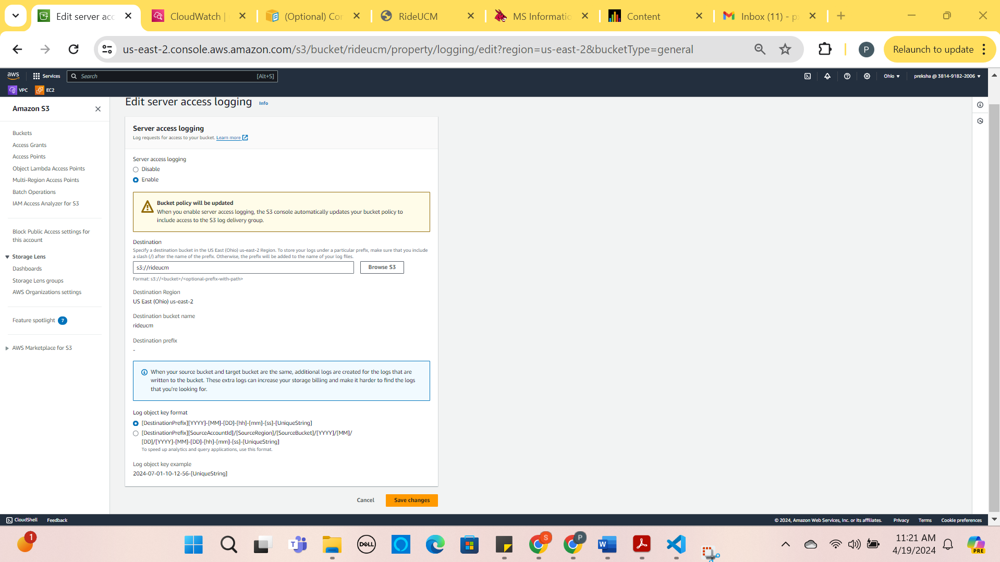 Edit server acc
CloudWatch |
(Optional) Cor
RideUCM
MS Informatio
Content
Inbox (11) - p
us-east-2.console.aws.amazon.com/s3/bucket/rideucm/property/logging/edit?region=us-east-2&bucketType=general
P
Relaunch to update
aws
Services
Search
[Alt+S]
Ohio
preksha @ 3814-9182-2006
VPC
EC2
Amazon S3
Buckets
Access Grants
Access Points
Object Lambda Access Points
Multi-Region Access Points
Batch Operations
IAM Access Analyzer for S3
Block Public Access settings for
this account
Storage Lens
Dashboards
Storage Lens groups
AWS Organizations settings
Feature spotlight 7
AWS Marketplace for S3
Edit server access logging Info
Server access logging
Log requests for access to your bucket. Learn more
Server access logging
Disable
Enable
Bucket policy will be updated
When you enable server access logging, the S3 console automatically updates your bucket policy to
include access to the S3 log delivery group.
Destination
Specify a destination bucket in the US East (Ohio) us-east-2 Region. To store your logs under a particular prefix, make sure that you include
a slash (/) after the name of the prefix. Otherwise, the prefix will be added to the name of your log files.
s3://rideucm
Browse S3
Format: s3://<bucket>/<optional-prefix-with-path>
Destination Region
US East (Ohio) us-east-2
Destination bucket name
rideucm
Destination prefix
-
When your source bucket and target bucket are the same, additional logs are created for the logs that are
written to the bucket. These extra logs can increase your storage billing and make it harder to find the logs
that you're looking for.
Log object key format
[DestinationPrefix][YYYY]-[MM]-[DD]-[hh]-[mm]-[ss]-[UniqueString]
[DestinationPrefix][SourceAccountId]/[SourceRegion]/[SourceBucket]/[YYYY]/[MM]/
[DD]/[YYYY]-[MM]-[DD]-[hh]-[mm]-[ss]-[UniqueString]
To speed up analytics and query applications, use this format.
Log object key example
2024-07-01-10-12-56-[UniqueString]
Cancel
Save changes
CloudShell
Feedback
© 2024, Amazon Web Services, Inc. or its affiliates.
Privacy
Terms
Cookie preferences
1
T
DELL
S
P
W
11:21 AM
4/19/2024
PRE